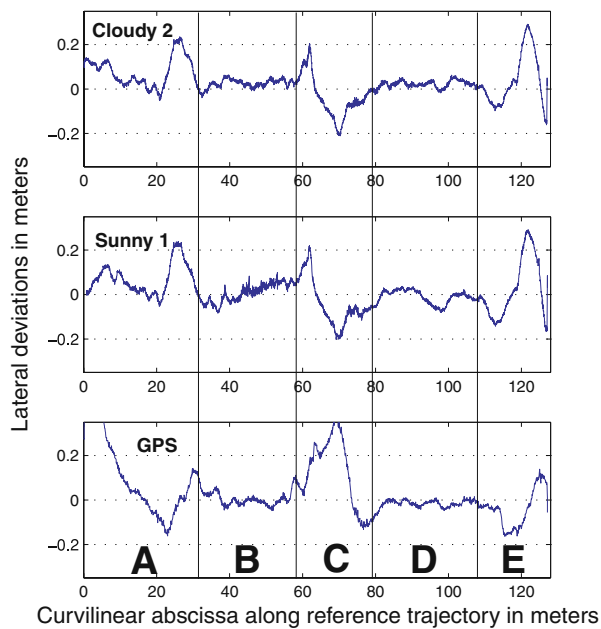 Lateral deviations in meters
Cloudy 2
0.2
0
−0.2
0 20 40 60 80 100 120
Sunny 1
0.2
0
−0.2
0 20 40 60 80 100 120
GPS
0.2
0
−0.2
A B C D E
0 20 40 60 80 100 120
Curvilinear abscissa along reference trajectory in meters